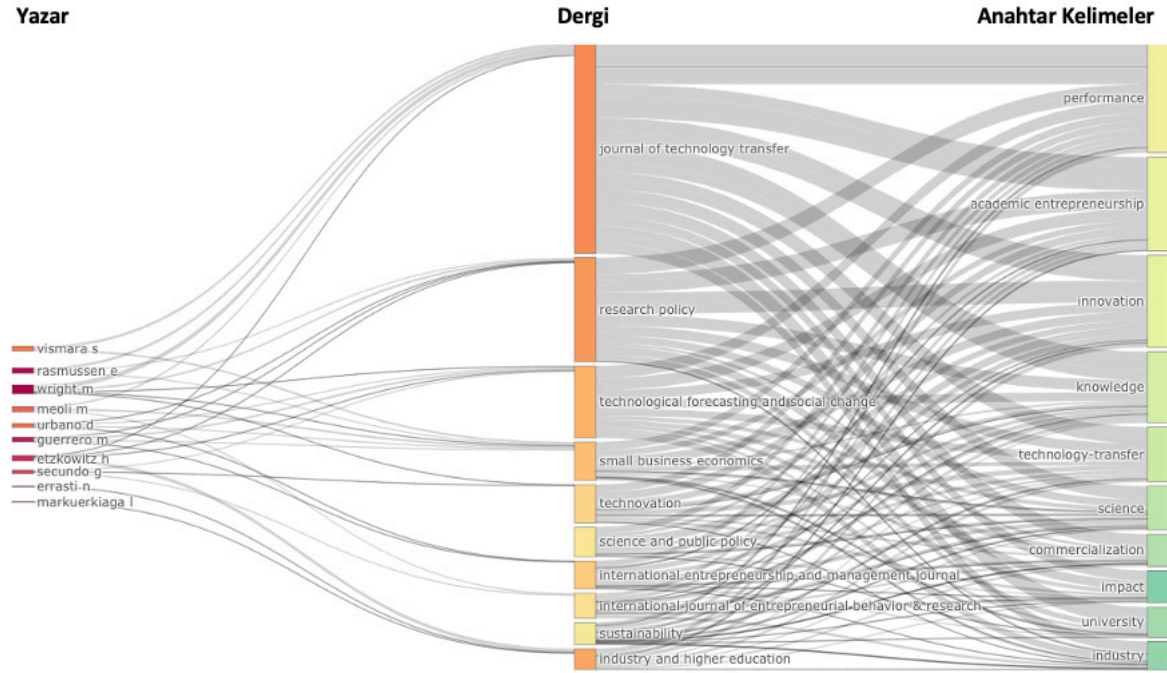 Yazar
Dergi
Anahtar Kelimeler
vismara s
rasmussen e
wright m
meoli m
urbano d
guerrero m
etzkowitz h
secundo g
errasti n
markuerkiaga l
journal of technology transfer
research policy
technological forecasting and social change
small business economics
technovation
science and public policy
international entrepreneurship and management journal
international journal of entrepreneurial behavior & research
sustainability
industry and higher education
performance
academic entrepreneurship
innovation
knowledge
technology-transfer
science
commercialization
impact
university
industry